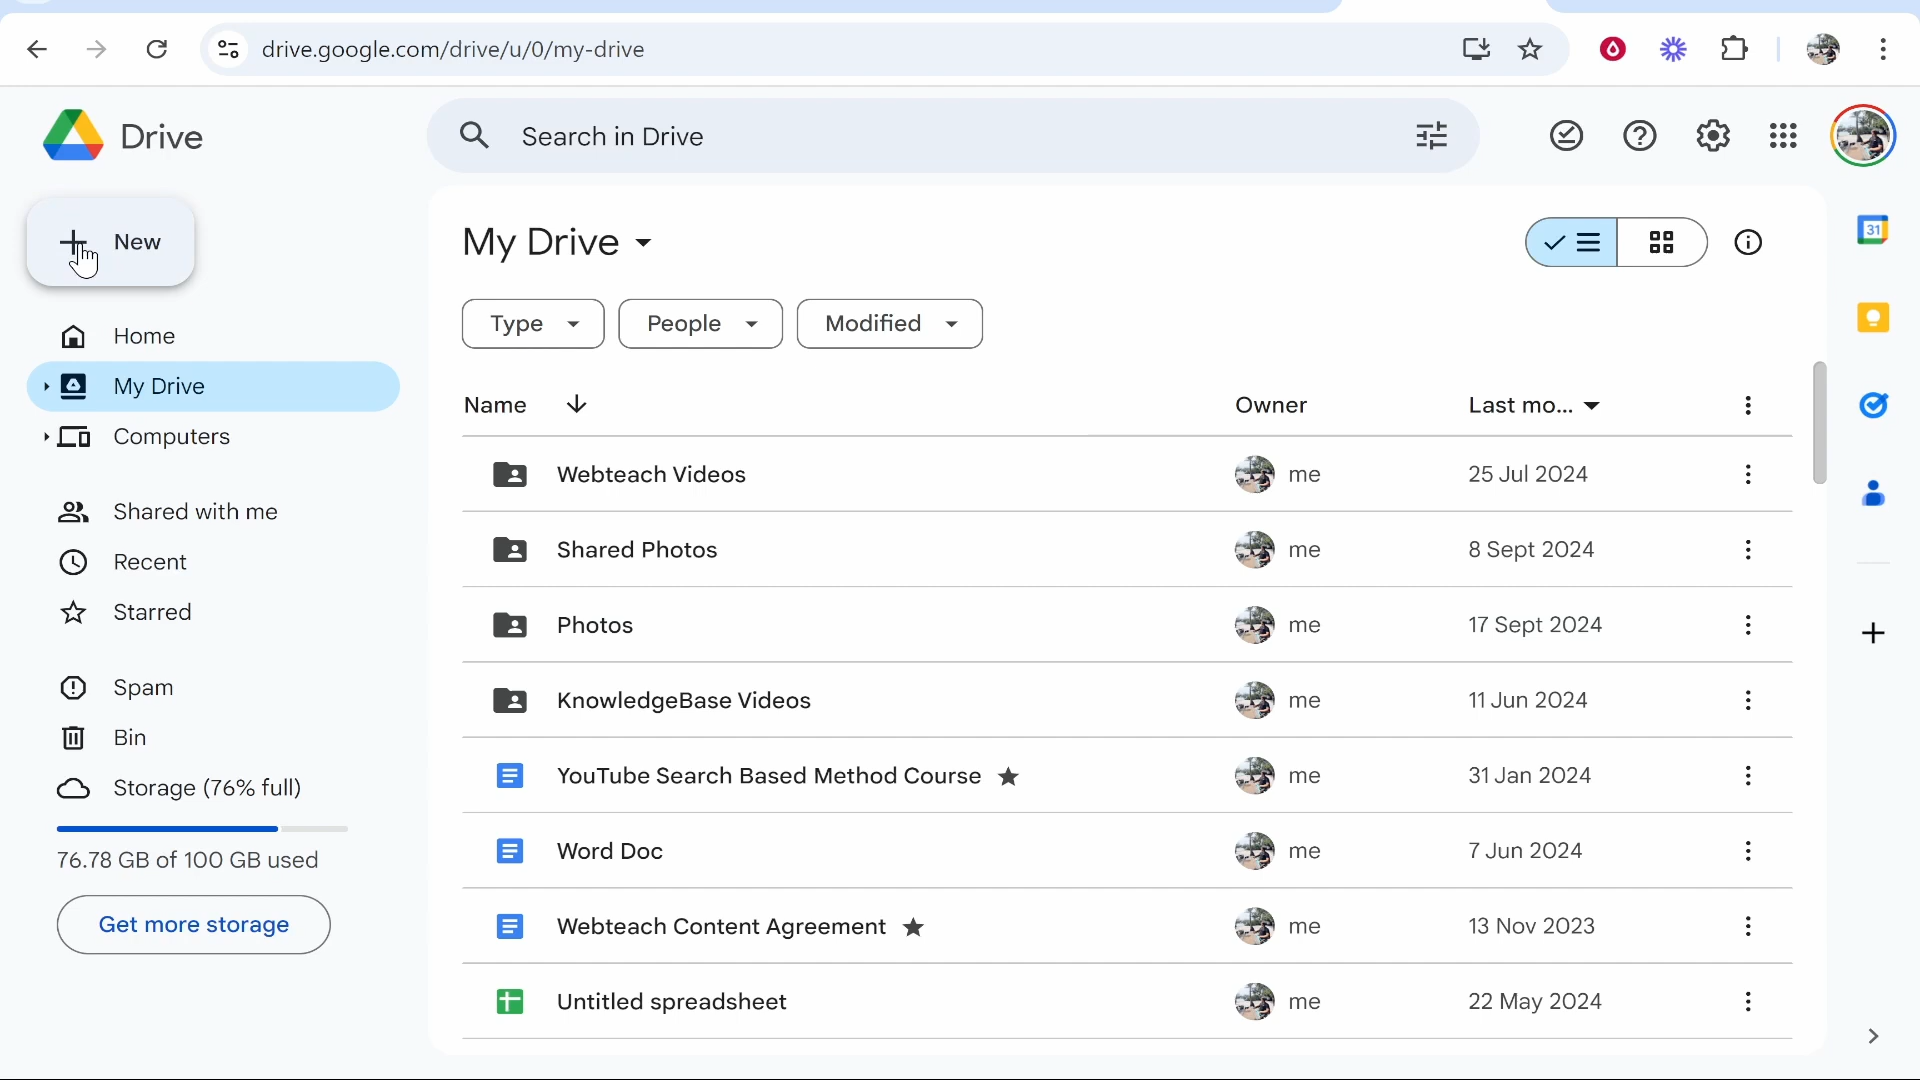 drive.google.com/drive/u/0/my-drive
Drive
Search in Drive
New
My Drive
31
Type
People
Modified
Home
My Drive
Computers
Name
Owner
Last mo...
Webteach Videos me 25 Jul 2024
Shared with me
Shared Photos me 8 Sept 2024
Recent
Starred
Photos me 17 Sept 2024
Spam
KnowledgeBase Videos me 11 Jun 2024
Bin
YouTube Search Based Method Course me 31 Jan 2024
Storage (76% full)
76.78 GB of 100 GB used
Word Doc me 7 Jun 2024
Get more storage
Webteach Content Agreement me 13 Nov 2023
Untitled spreadsheet me 22 May 2024